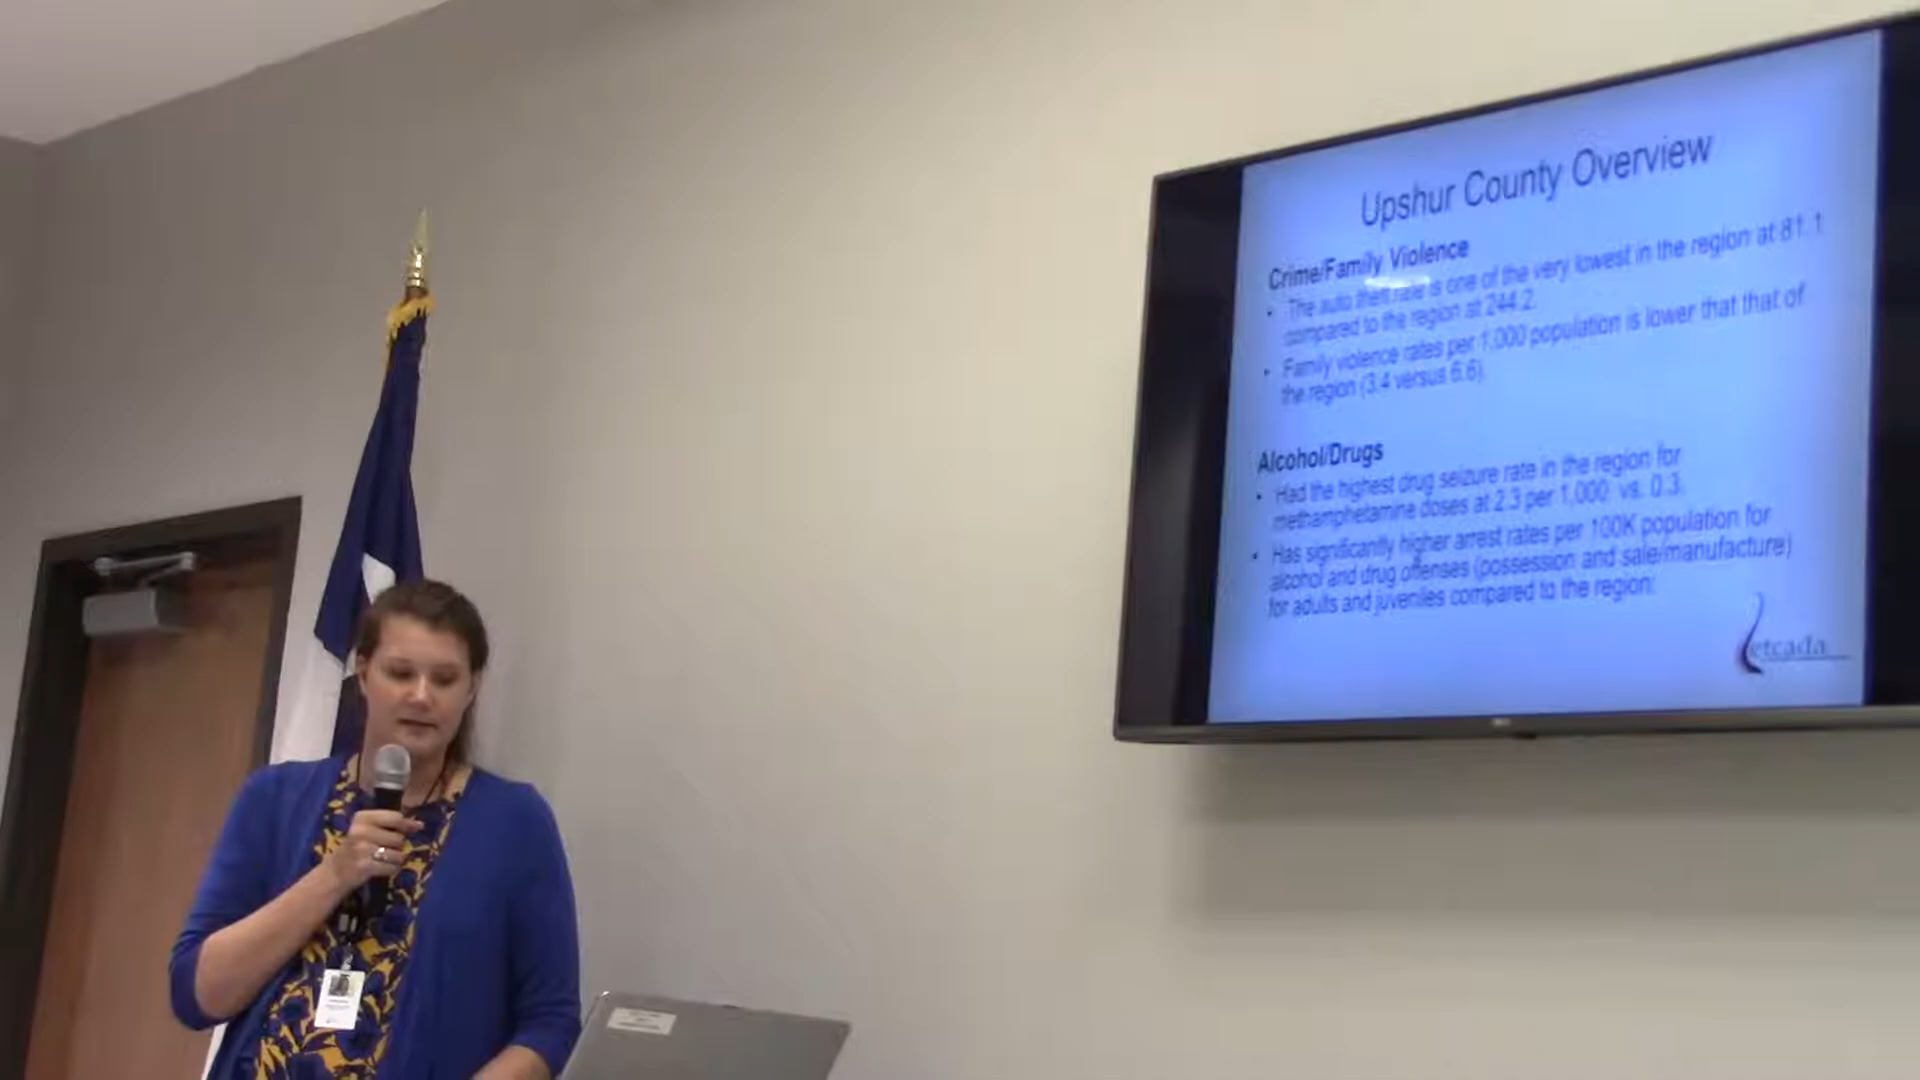 Upshur County Overview
Crime/Family Violence
• The auto theft rate is one of the very lowest in the region at 81.1
compared to the region at 244.2.
• Family violence rates per 1,000 population is lower that that of
the region (3.4 versus 6.6).
Alcohol/Drugs
• Had the highest drug seizure rate in the region for
methamphetamine doses at 2.3 per 1,000 vs. 0.3.
• Has significantly higher arrest rates per 100K population for
alcohol and drug offenses (possession and sale/manufacture)
for adults and juveniles compared to the region.
etcada